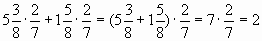 5 3/8 · 2/7 + 1 5/8 · 2/7 = (5 3/8 + 1 5/8) · 2/7 = 7 · 2/7 = 2